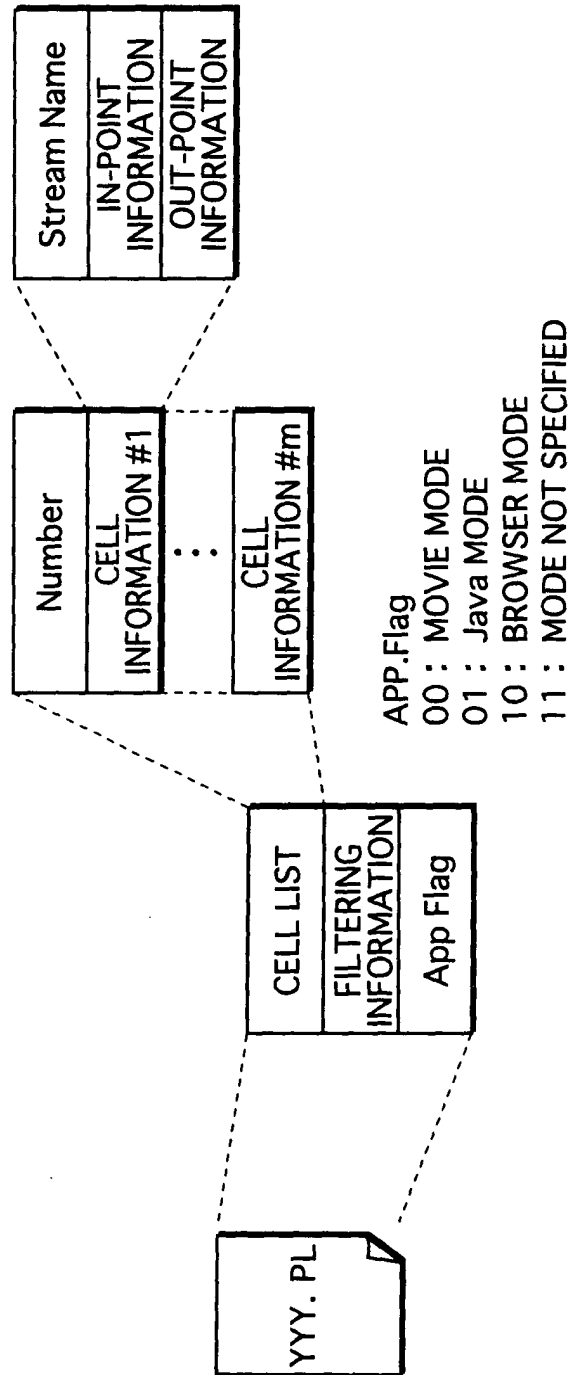 YYY. PL
CELL LIST
FILTERING
INFORMATION
App Flag
Number
CELL
INFORMATION #1
...
CELL
INFORMATION #m
Stream Name
IN-POINT
INFORMATION
OUT-POINT
INFORMATION
APP.Flag
00 : MOVIE MODE
01 : Java MODE
10 : BROWSER MODE
11 : MODE NOT SPECIFIED